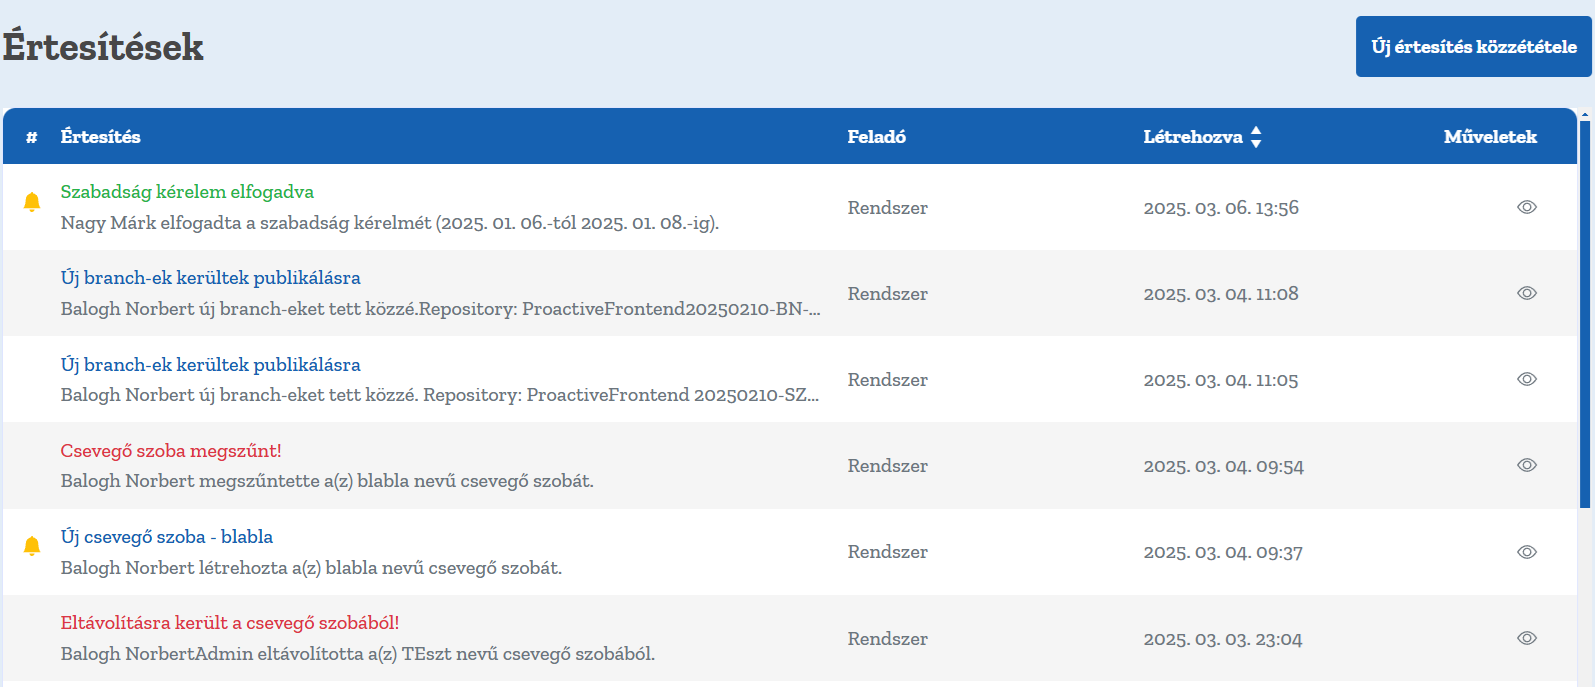 Értesítések
Új értesítés közzététele
# Értesítés Feladó Létrehozva Műveletek
Szabadság kérelem elfogadva
Nagy Márk elfogadta a szabadság kérelmét (2025. 01. 06.-tól 2025. 01. 08.-ig).
Rendszer 2025. 03. 06. 13:56
Új branch-ek kerültek publikálásra
Balogh Norbert új branch-eket tett közzé.Repository: ProactiveFrontend20250210-BN-...
Rendszer 2025. 03. 04. 11:08
Új branch-ek kerültek publikálásra
Balogh Norbert új branch-eket tett közzé. Repository: ProactiveFrontend 20250210-SZ...
Rendszer 2025. 03. 04. 11:05
Csevegő szoba megszűnt!
Balogh Norbert megszűntette a(z) blabla nevű csevegő szobát.
Rendszer 2025. 03. 04. 09:54
Új csevegő szoba - blabla
Balogh Norbert létrehozta a(z) blabla nevű csevegő szobát.
Rendszer 2025. 03. 04. 09:37
Eltávolításra került a csevegő szobából!
Balogh NorbertAdmin eltávolította a(z) TEszt nevű csevegő szobából.
Rendszer 2025. 03. 03. 23:04